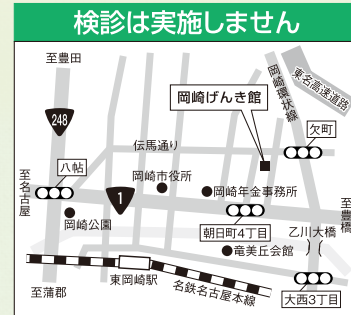 検診は実施しません
至豊田
岡崎環状線
東名高速道路
岡崎げんき館
248
欠町
伝馬通り
八帖
岡崎市役所
至名古屋
1
岡崎年金事務所
至豊橋
岡崎公園
朝日町4丁目
乙川大橋
竜美丘会館
東岡崎駅
名鉄名古屋本線
至蒲郡
大西3丁目